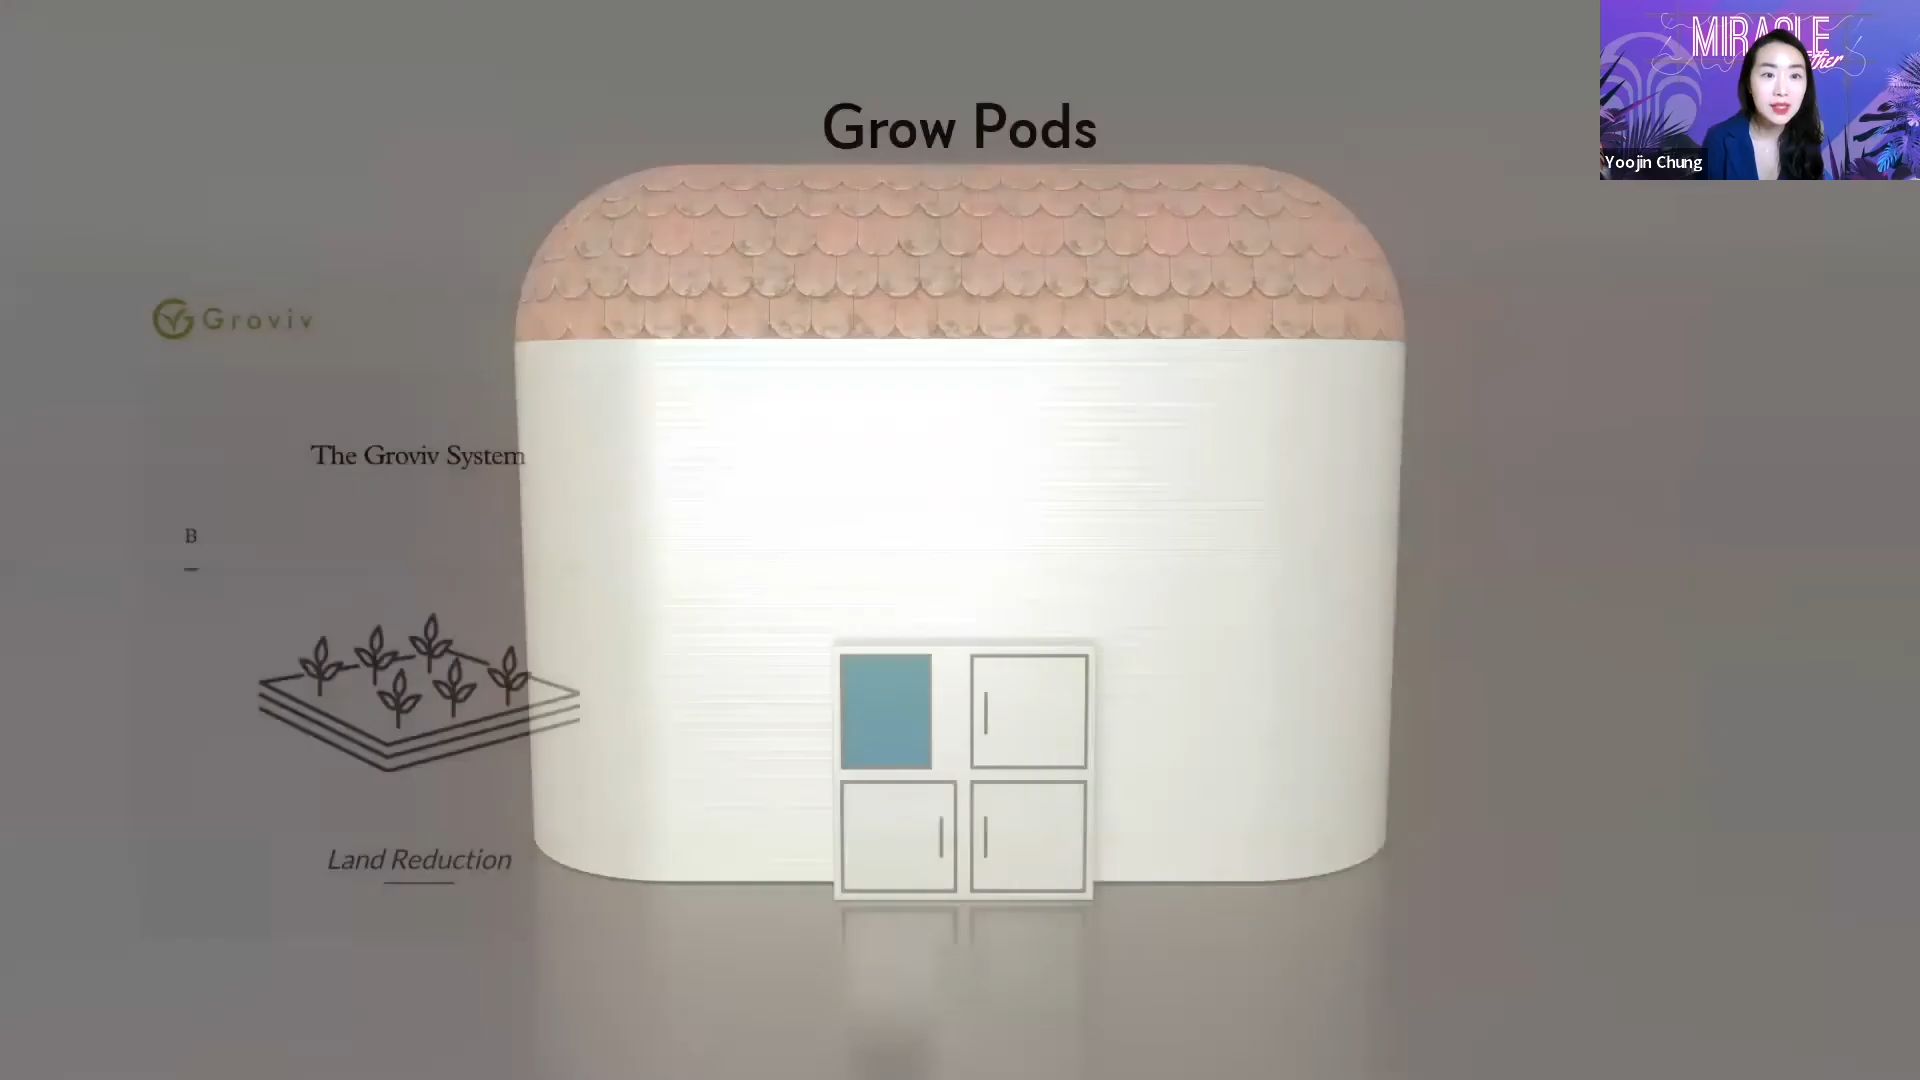 Grow Pods
MIRACLE
Yoojin Chung
Groviv
The Groviv System
B
Land Reduction